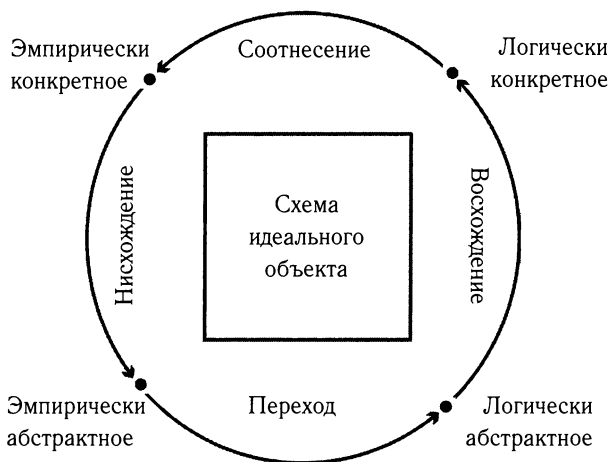 Эмпирически
конкретное
Соотнесение
Логически
конкретное
Нисхождение
Схема
идеального
объекта
Восхождение
Эмпирически
абстрактное
Переход
Логически
абстрактное